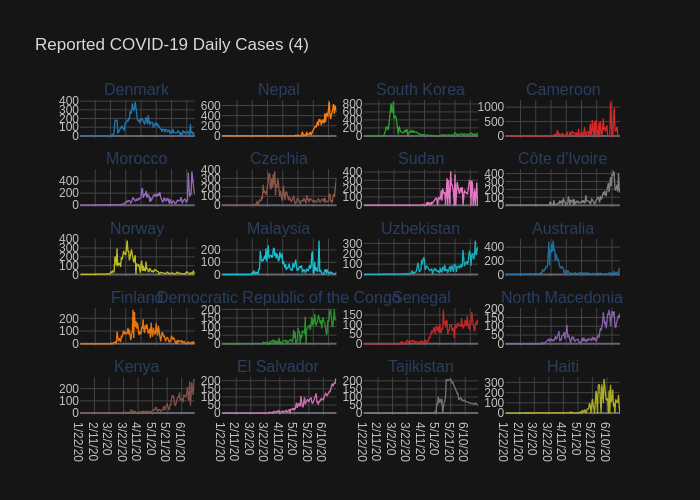 Reported COVID-19 Daily Cases (4)
Denmark Nepal South Korea Cameroon
400 300 200 100 0
600 400 200 0
800 600 400 200
1000 500 0
Morocco Czechia Sudan Côte d'Ivoire
400 200 0
400 300 200 100 0
400 300 200 100 0
400 300 200 100 0
Norway Malaysia Uzbekistan Australia
400 300 200 100 0
200 100 0
300 200 100 0
400 200 0
Finland Democratic Republic of the Congo Senegal North Macedonia
200 100 0
200 150 100 50 0
150 100 50 0
200 150 100 50 0
Kenya El Salvador Tajikistan Haiti
200 100 0
200 150 100 50 0
200 150 100 50 0
300 200 100 0
1/22/20 2/11/20 3/2/20 3/22/20 4/11/20 5/1/20 5/21/20 6/10/20
1/22/20 2/11/20 3/2/20 3/22/20 4/11/20 5/1/20 5/21/20 6/10/20
1/22/20 2/11/20 3/2/20 3/22/20 4/11/20 5/1/20 5/21/20 6/10/20
1/22/20 2/11/20 3/2/20 3/22/20 4/11/20 5/1/20 5/21/20 6/10/20